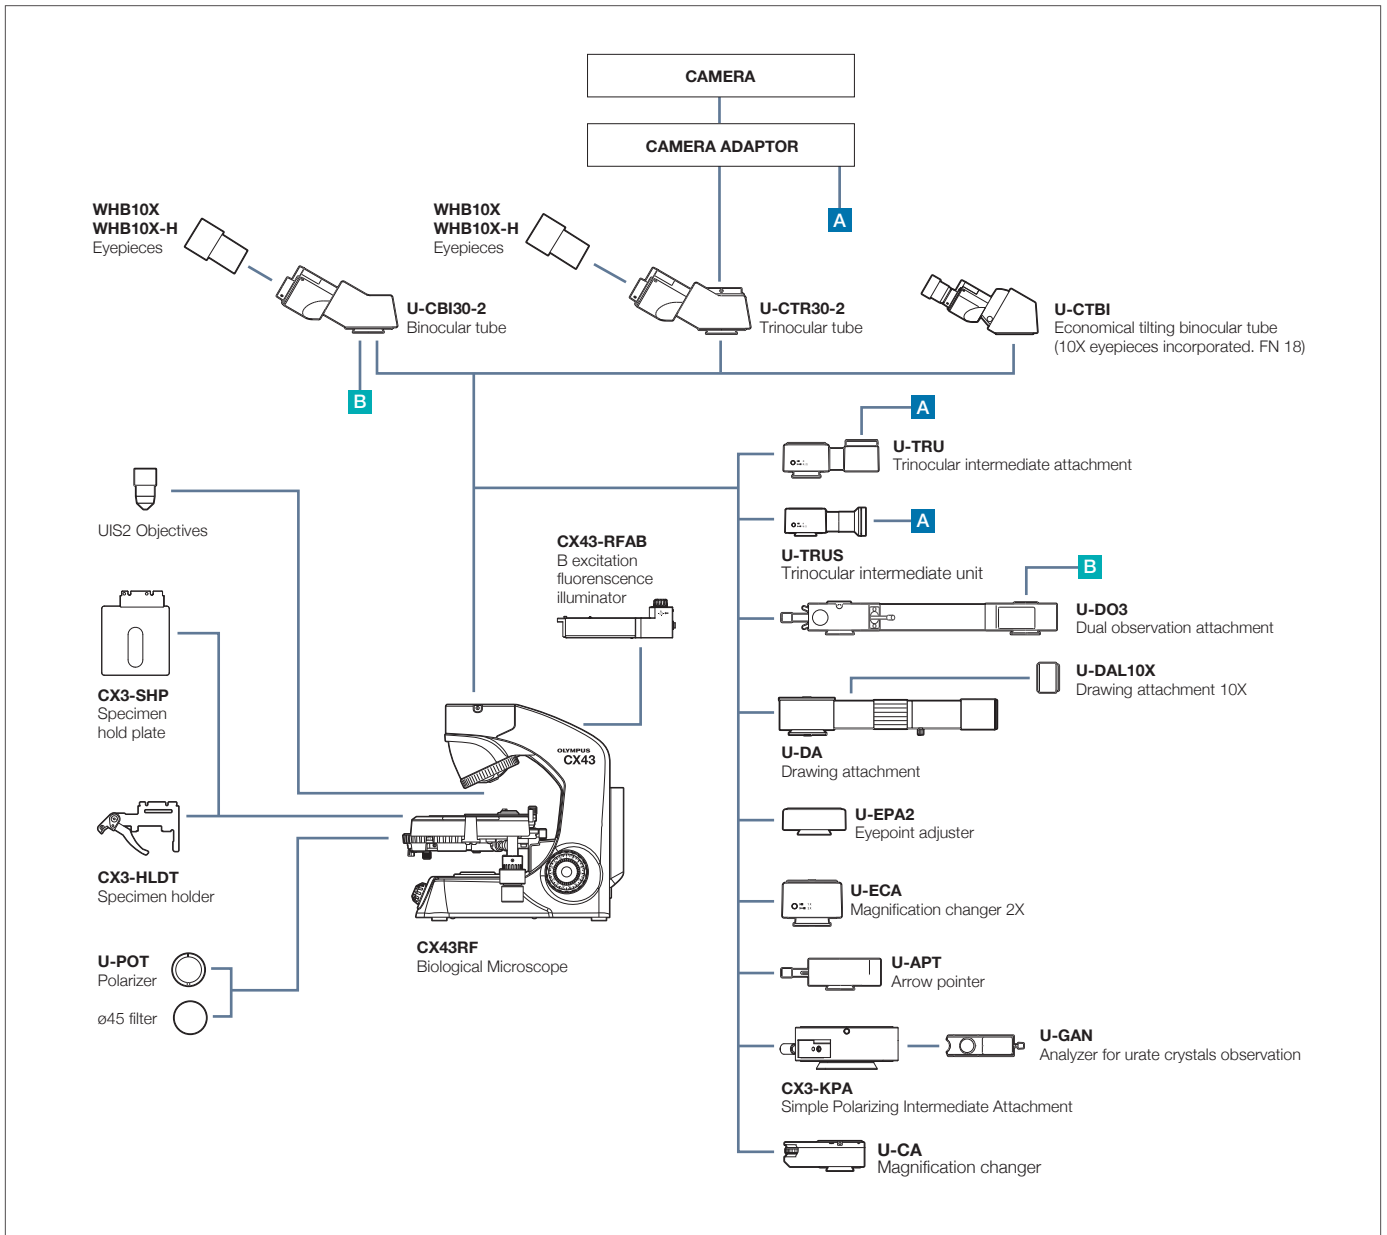 CAMERA
CAMERA ADAPTOR
A
WHB10X
WHB10X-H
Eyepieces
WHB10X
WHB10X-H
Eyepieces
U-CBI30-2
Binocular tube
U-CTR30-2
Trinocular tube
U-CTBI
Economical tilting binocular tube
(10X eyepieces incorporated. FN 18)
B
A
U-TRU
Trinocular intermediate attachment
UIS2 Objectives
A
U-TRUS
Trinocular intermediate unit
CX43-RFAB
B excitation
fluorenscence
illuminator
B
U-DO3
Dual observation attachment
CX3-SHP
Specimen
hold plate
U-DAL10X
Drawing attachment 10X
U-DA
Drawing attachment
OLYMPUS
CX43
U-EPA2
Eyepoint adjuster
CX3-HLDT
Specimen holder
U-ECA
Magnification changer 2X
CX43RF
Biological Microscope
U-POT
Polarizer
ø45 filter
U-APT
Arrow pointer
U-GAN
Analyzer for urate crystals observation
CX3-KPA
Simple Polarizing Intermediate Attachment
U-CA
Magnification changer